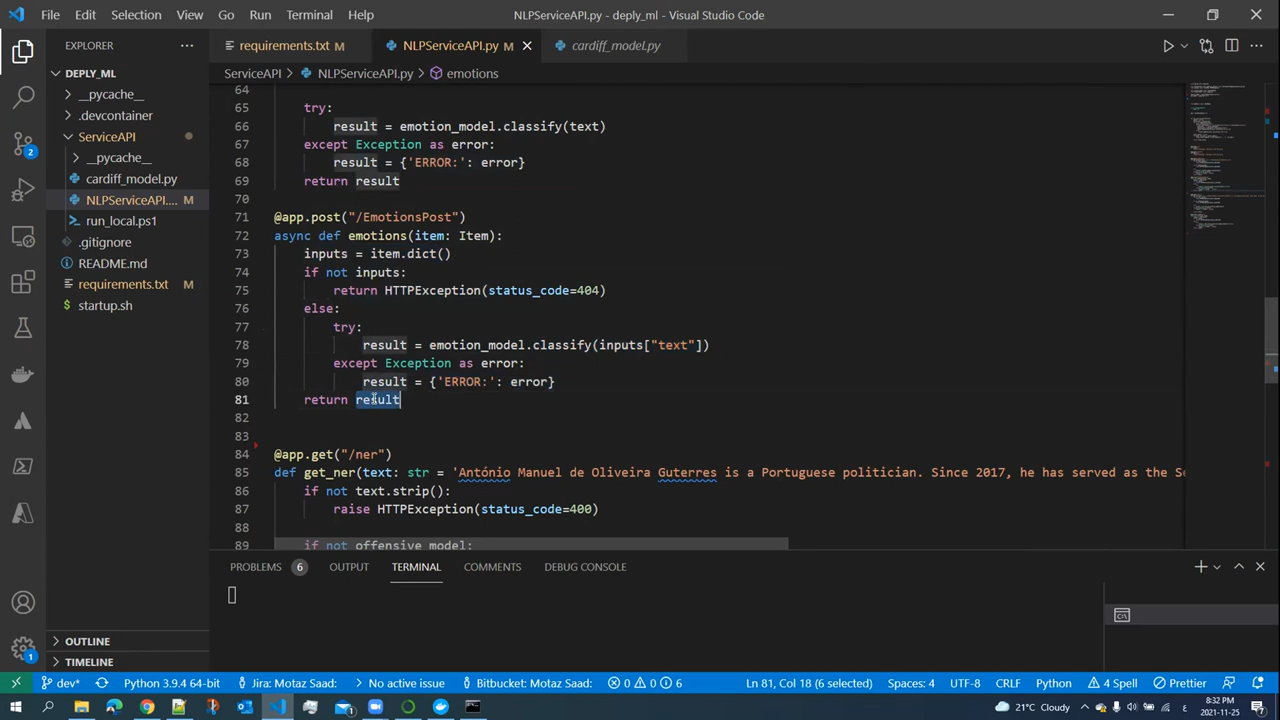 File Edit Selection View Go Run Terminal Help NLPServiceAPI.py - deply_ml - Visual Studio Code
EXPLORER
requirements.txt M NLPServiceAPI.py M cardiff_model.py
DEPLY_ML
ServiceAPI > NLPServiceAPI.py > emotions
__pycache__
.devcontainer
ServiceAPI
__pycache__
cardiff_model.py
NLPServiceAPI.... M
run_local.ps1
.gitignore
README.md
requirements.txt M
startup.sh
OUTLINE
TIMELINE
64
65 try:
66 result = emotion_model.classify(text)
67 except Exception as error:
68 result = {'ERROR:': error}
69 return result
70
71 @app.post("/EmotionsPost")
72 async def emotions(item: Item):
73 inputs = item.dict()
74 if not inputs:
75 return HTTPException(status_code=404)
76 else:
77 try:
78 result = emotion_model.classify(inputs["text"])
79 except Exception as error:
80 result = {'ERROR:': error}
81 return result
82
83
84 @app.get("/ner")
85 def get_ner(text: str = 'António Manuel de Oliveira Guterres is a Portuguese politician. Since 2017, he has served as the Se
86 if not text.strip():
87 raise HTTPException(status_code=400)
88
89 if not offensive_model:
PROBLEMS 6 OUTPUT TERMINAL COMMENTS DEBUG CONSOLE
2
1
dev* Python 3.9.4 64-bit Jira: Motaz Saad: No active issue Bitbucket: Motaz Saad: 0 0 6 Ln 81, Col 18 (6 selected) Spaces: 4 UTF-8 CRLF Python 4 Spell Prettier
21°C Cloudy ع 8:32 PM 2021-11-25